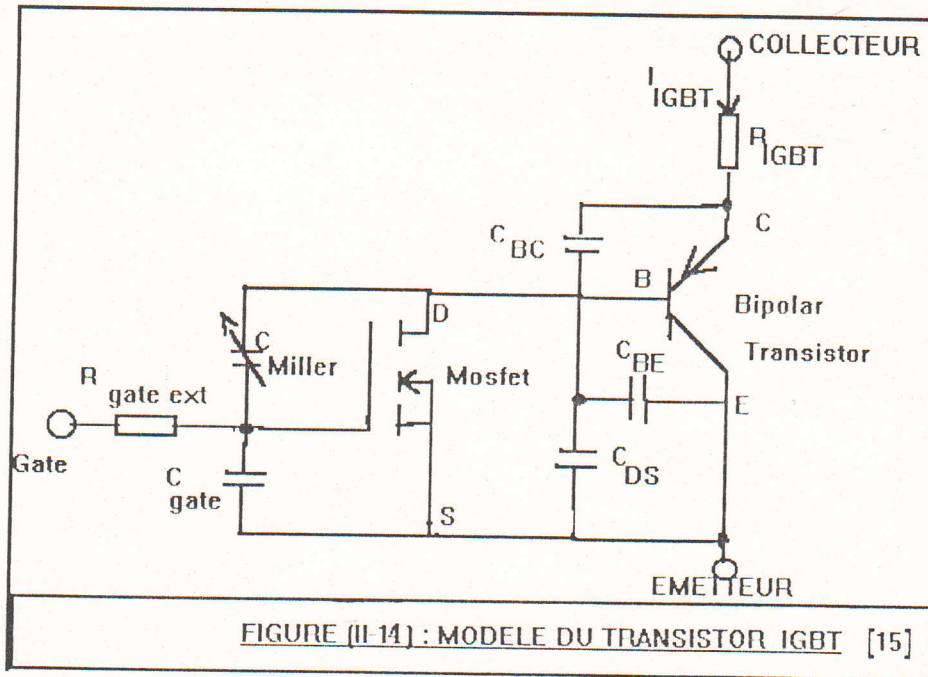 COLLECTEUR
I IGBT
R IGBT
C BC
C
B
Bipolar
Transistor
D
C Miller
Mosfet
C BE
E
R gate ext
Gate
C gate
C DS
S
EMETTEUR
FIGURE (II-14) : MODELE DU TRANSISTOR IGBT [15]